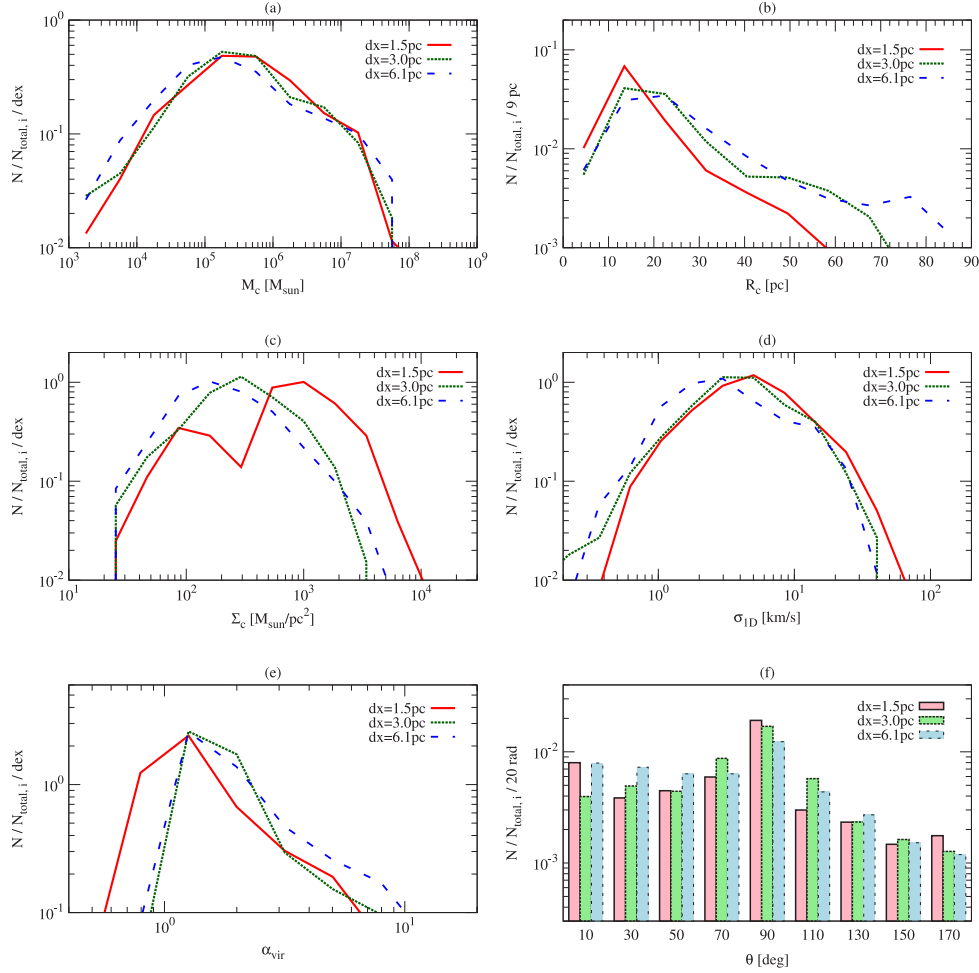 (a)
N / N_total, i / dex
10^0
10^-1
10^-2
dx=1.5pc
dx=3.0pc
dx=6.1pc
10^3 10^4 10^5 10^6 10^7 10^8 10^9
M_c [M_sun]
(b)
N / N_total, i / 9 pc
10^-1
10^-2
10^-3
dx=1.5pc
dx=3.0pc
dx=6.1pc
0 10 20 30 40 50 60 70 80 90
R_c [pc]
(c)
N / N_total, i / dex
10^0
10^-1
10^-2
dx=1.5pc
dx=3.0pc
dx=6.1pc
10^1 10^2 10^3 10^4
Σ_c [M_sun/pc^2]
(d)
N / N_total, i / dex
10^0
10^-1
10^-2
dx=1.5pc
dx=3.0pc
dx=6.1pc
10^0 10^1 10^2
σ_1D [km/s]
(e)
N / N_total, i / dex
10^0
10^-1
dx=1.5pc
dx=3.0pc
dx=6.1pc
10^0 10^1
α_vir
(f)
N / N_total, i / 20 rad
10^-2
10^-3
dx=1.5pc
dx=3.0pc
dx=6.1pc
10 30 50 70 90 110 130 150 170
θ [deg]